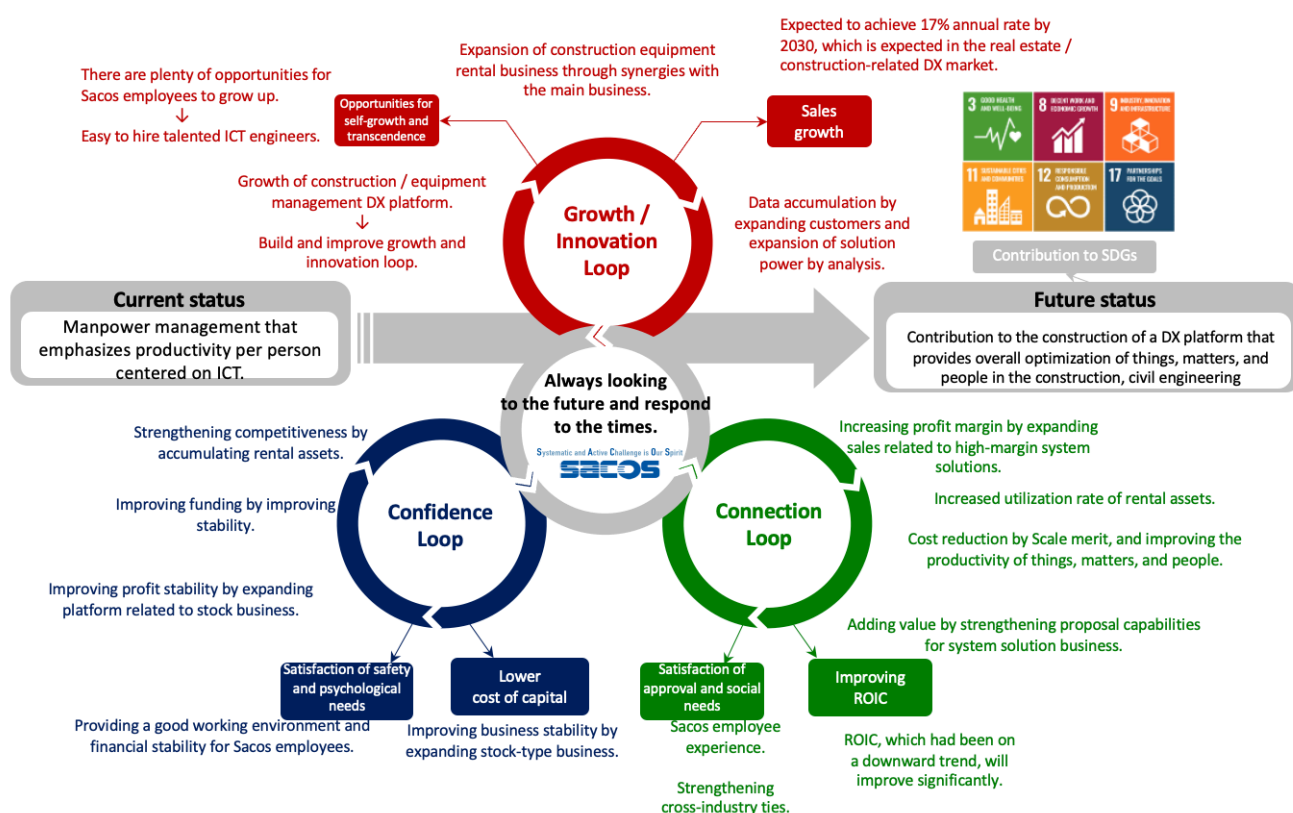 Expected to achieve 17% annual rate by
2030, which is expected in the real estate /
construction-related DX market.
Expansion of construction equipment
rental business through synergies with
the main business.
There are plenty of opportunities for
Sacos employees to grow up.
↓
Easy to hire talented ICT engineers.
Opportunities for
self-growth and
transcendence
Sales
growth
3 GOOD HEALTH
AND WELL-BEING
8 DECENT WORK AND
ECONOMIC GROWTH
9 INDUSTRY, INNOVATION
AND INFRASTRUCTURE
11 SUSTAINABLE CITIES
AND COMMUNITIES
12 RESPONSIBLE
CONSUMPTION
AND PRODUCTION
17 PARTNERSHIPS
FOR THE GOALS
Growth of construction / equipment
management DX platform.
↓
Build and improve growth and
innovation loop.
Growth /
Innovation
Loop
Data accumulation by
expanding customers and
expansion of solution
power by analysis.
Contribution to SDGs
Current status
Manpower management that
emphasizes productivity per person
centered on ICT.
Future status
Contribution to the construction of a DX platform that
provides overall optimization of things, matters, and
people in the construction, civil engineering
Always looking
to the future and respond
to the times.
Systematic and Active Challenge is Our Spirit
sacos
Strengthening competitiveness by
accumulating rental assets.
Improving funding by improving
stability.
Improving profit stability by expanding
platform related to stock business.
Confidence
Loop
Connection
Loop
Increasing profit margin by expanding
sales related to high-margin system
solutions.
Increased utilization rate of rental assets.
Cost reduction by Scale merit, and improving the
productivity of things, matters, and people.
Adding value by strengthening proposal capabilities
for system solution business.
Satisfaction of safety
and psychological
needs
Lower
cost of capital
Satisfaction of
approval and social
needs
Improving
ROIC
Providing a good working environment and
financial stability for Sacos employees.
Improving business stability by
expanding stock-type business.
Sacos employee
experience.
Strengthening
cross-industry ties.
ROIC, which had been on
a downward trend, will
improve significantly.